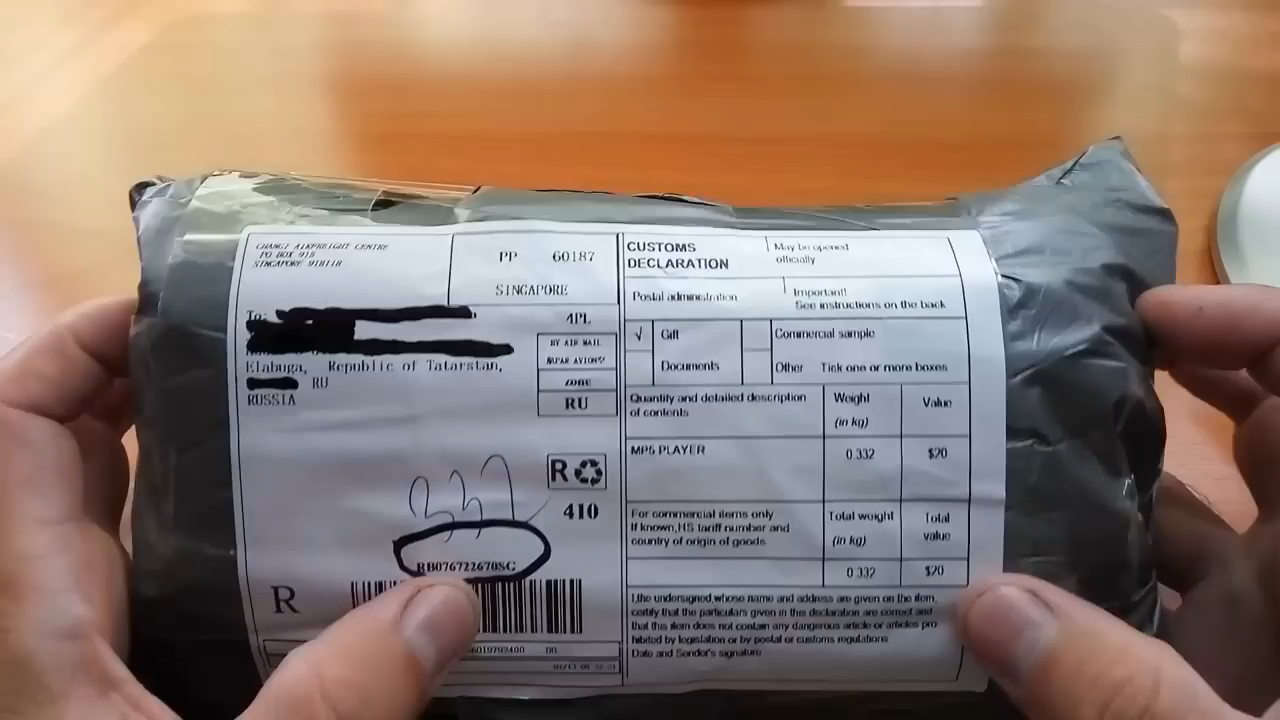 CHANGI AIRFREIGHT CENTRE
PO BOX 915
SINGAPORE 918118
PP 60187
SINGAPORE
To:
4PL
BY AIR MAIL
PAR AVION
zone
RU
Elabuga, Republic of Tatarstan,
RU
RUSSIA
337
R
410
RB076722670SG
R
CUSTOMS
DECLARATION
May be opened
officially
Postal administration
Important!
See instructions on the back
√ Gift
Commercial sample
Documents
Other Tick one or more boxes
Quantity and detailed description
of contents
Weight
(in kg)
Value
MP5 PLAYER
0.332
$20
For commercial items only
If known,HS tariff number and
country of origin of goods
Total weight
(in kg)
Total
value
0.332
$20
I,the undersigned,whose name and address are given on the item,
certify that the particulars given in this declaration are correct and
that this item does not contain any dangerous article or articles pro
hibited by legislation or by postal or customs regulations
Date and Sender's signature